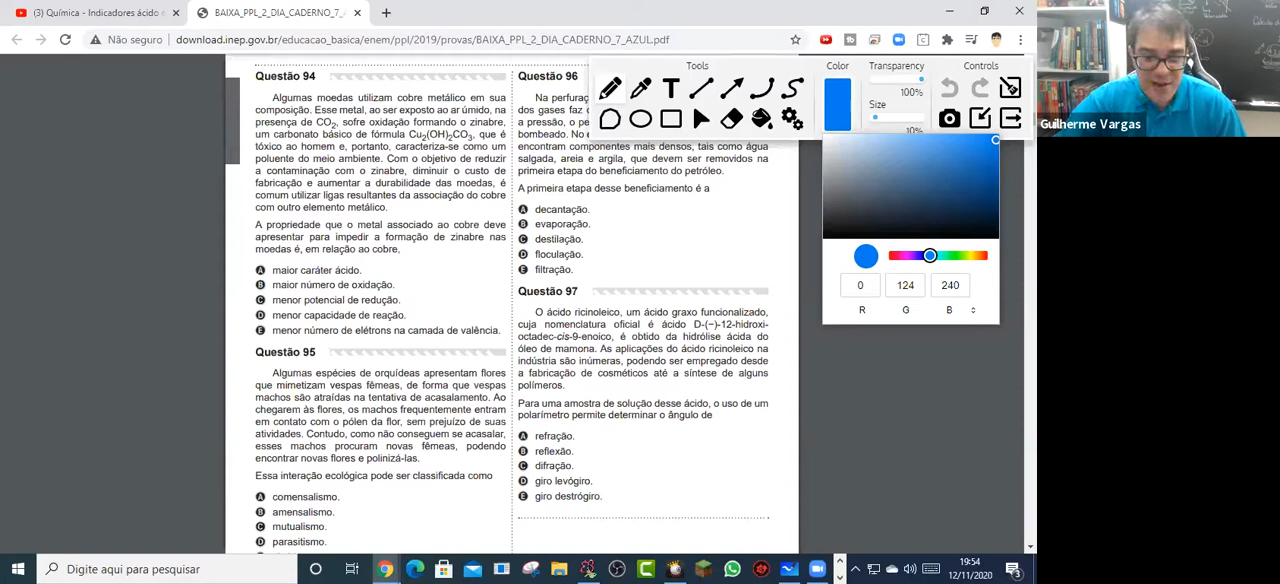 (3) Química - Indicadores ácido e
BAIXA_PPL_2_DIA_CADERNO_7_A
Não seguro
download.inep.gov.br/educacao_basica/enem/ppl/2019/provas/BAIXA_PPL_2_DIA_CADERNO_7_AZUL.pdf
Tools
Color
Transparency
100%
Size
10%
Controls
Guilherme Vargas
R
G
B
0
124
240
Questão 94
Algumas moedas utilizam cobre metálico em sua
composição. Esse metal, ao ser exposto ao ar úmido, na
presença de CO2, sofre oxidação formando o zinabre,
um carbonato básico de fórmula Cu2(OH)2CO3, que é
tóxico ao homem e, portanto, caracteriza-se como um
poluente do meio ambiente. Com o objetivo de reduzir
a contaminação com o zinabre, diminuir o custo de
fabricação e aumentar a durabilidade das moedas, é
comum utilizar ligas resultantes da associação do cobre
com outro elemento metálico.
A propriedade que o metal associado ao cobre deve
apresentar para impedir a formação de zinabre nas
moedas é, em relação ao cobre,
A maior caráter ácido.
B maior número de oxidação.
C menor potencial de redução.
D menor capacidade de reação.
E menor número de elétrons na camada de valência.
Questão 95
Algumas espécies de orquídeas apresentam flores
que mimetizam vespas fêmeas, de forma que vespas
machos são atraídas na tentativa de acasalamento. Ao
chegarem às flores, os machos frequentemente entram
em contato com o pólen da flor, sem prejuízo de suas
atividades. Contudo, como não conseguem se acasalar,
esses machos procuram novas fêmeas, podendo
encontrar novas flores e polinizá-las.
Essa interação ecológica pode ser classificada como
A comensalismo.
B amensalismo.
C mutualismo.
D parasitismo.
Questão 96
Na perfuraç
dos gases faz c
a pressão, o pe
bombeado. No e
encontram componentes mais densos, tais como água
salgada, areia e argila, que devem ser removidos na
primeira etapa do beneficiamento do petróleo.
A primeira etapa desse beneficiamento é a
A decantação.
B evaporação.
C destilação.
D floculação.
E filtração.
Questão 97
O ácido ricinoleico, um ácido graxo funcionalizado,
cuja nomenclatura oficial é ácido D-(−)-12-hidroxi-
octadec-cis-9-enoico, é obtido da hidrólise ácida do
óleo de mamona. As aplicações do ácido ricinoleico na
indústria são inúmeras, podendo ser empregado desde
a fabricação de cosméticos até a síntese de alguns
polímeros.
Para uma amostra de solução desse ácido, o uso de um
polarímetro permite determinar o ângulo de
A refração.
B reflexão.
C difração.
D giro levógiro.
E giro destrógiro.
Digite aqui para pesquisar
19:54
12/11/2020
3